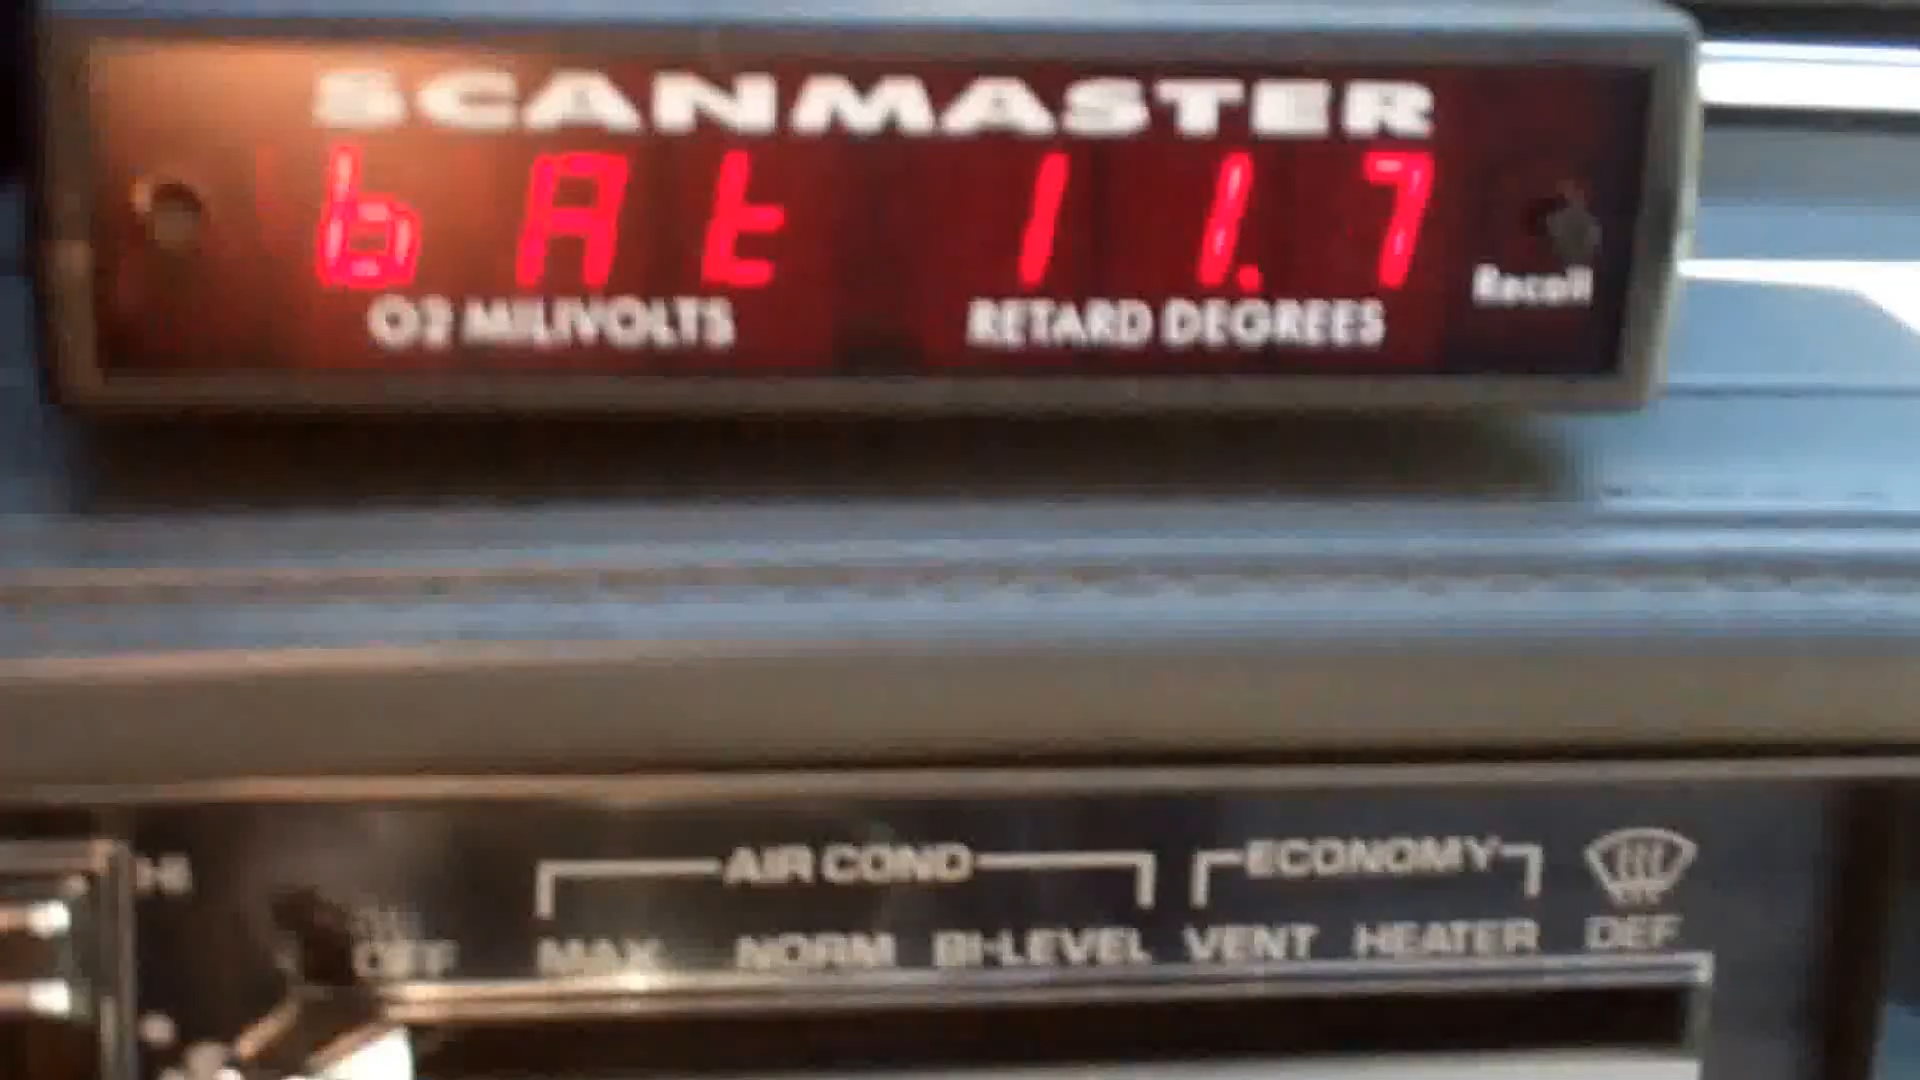 SCANMASTER
bAt 11.7
O2 MILIVOLTS RETARD DEGREES Recall
HI AIR COND ECONOMY
OFF MAX NORM BI-LEVEL VENT HEATER DEF